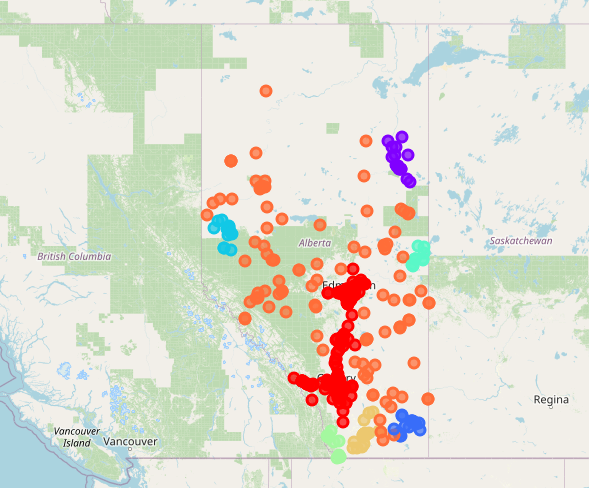 Alberta
Saskatchewan
British Columbia
Regina
Vancouver
Island
Vancouver